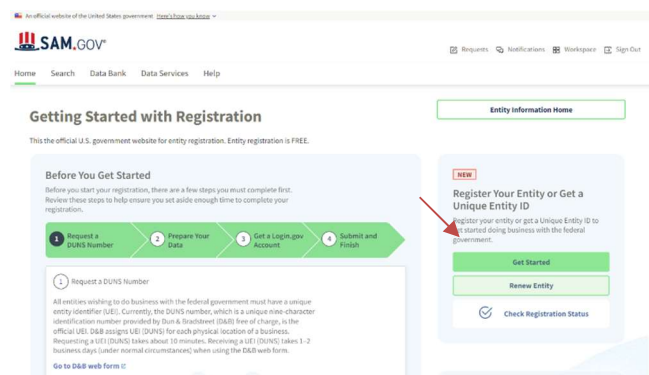 An official website of the United States government Here's how you know
SAM.GOV®
Requests Notifications Workspace Sign Out
Home Search Data Bank Data Services Help
Getting Started with Registration
Entity Information Home
This the official U.S. government website for entity registration. Entity registration is FREE.
Before You Get Started
Before you start your registration, there are a few steps you must complete first.
Review these steps to help ensure you set aside enough time to complete your
registration.
1 Request a
DUNS Number
2 Prepare Your
Data
3 Get a Login.gov
Account
4 Submit and
Finish
1 Request a DUNS Number
All entities wishing to do business with the federal government must have a unique
entity identifier (UEI). Currently, the DUNS number, which is a unique nine-character
identification number provided by Dun & Bradstreet (D&B) free of charge, is the
official UEI. D&B assigns UEI (DUNS) for each physical location of a business.
Requesting a UEI (DUNS) takes about 10 minutes. Receiving a UEI (DUNS) takes 1-2
business days (under normal circumstances) when using the D&B web form.
Go to D&B web form
NEW
Register Your Entity or Get a
Unique Entity ID
Register your entity or get a Unique Entity ID to
get started doing business with the federal
government.
Get Started
Renew Entity
Check Registration Status